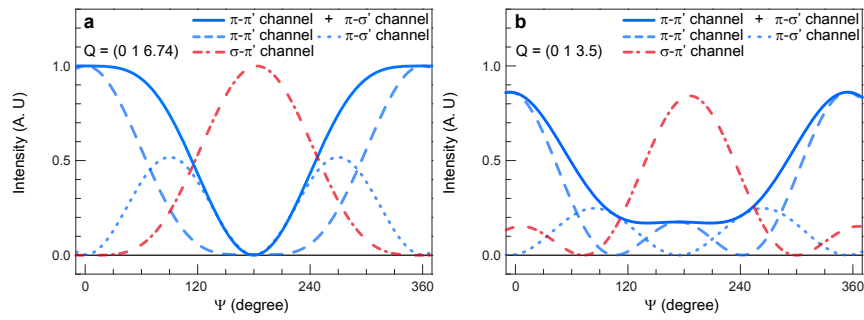 a
π-π' channel + π-σ' channel
π-π' channel π-σ' channel
Q = (0 1 6.74) σ-π' channel
1.0
0.5
0.0
Intensity (A. U)
0 120 240 360
Ψ (degree)
b
π-π' channel + π-σ' channel
π-π' channel π-σ' channel
Q = (0 1 3.5) σ-π' channel
1.0
0.5
0.0
Intensity (A. U)
0 120 240 360
Ψ (degree)